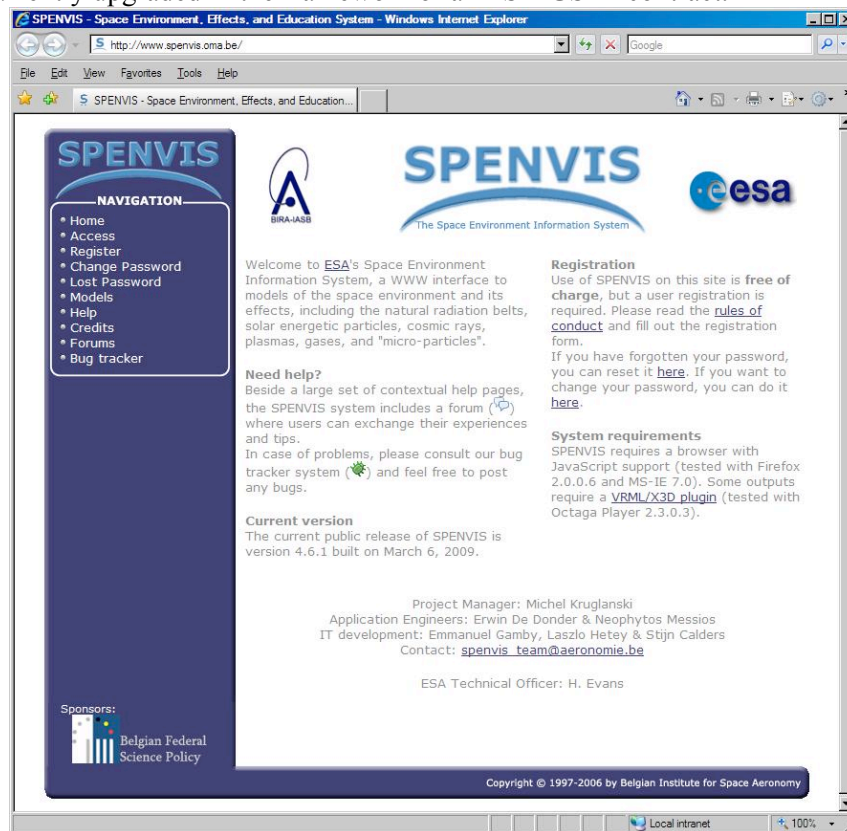 SPENVIS - Space Environment, Effects, and Education System - Windows Internet Explorer
http://www.spenvis.oma.be/
Google
File Edit View Favorites Tools Help
SPENVIS - Space Environment, Effects, and Education...
SPENVIS
NAVIGATION
Home
Access
Register
Change Password
Lost Password
Models
Help
Credits
Forums
Bug tracker
BIRA-IASB
SPENVIS
The Space Environment Information System
esa
Welcome to ESA's Space Environment
Information System, a WWW interface to
models of the space environment and its
effects, including the natural radiation belts,
solar energetic particles, cosmic rays,
plasmas, gases, and "micro-particles".
Need help?
Beside a large set of contextual help pages,
the SPENVIS system includes a forum ( )
where users can exchange their experiences
and tips.
In case of problems, please consult our bug
tracker system ( ) and feel free to post
any bugs.
Current version
The current public release of SPENVIS is
version 4.6.1 built on March 6, 2009.
Registration
Use of SPENVIS on this site is free of
charge, but a user registration is
required. Please read the rules of
conduct and fill out the registration
form.
If you have forgotten your password,
you can reset it here. If you want to
change your password, you can do it
here.
System requirements
SPENVIS requires a browser with
JavaScript support (tested with Firefox
2.0.0.6 and MS-IE 7.0). Some outputs
require a VRML/X3D plugin (tested with
Octaga Player 2.3.0.3).
Project Manager: Michel Kruglanski
Application Engineers: Erwin De Donder & Neophytos Messios
IT development: Emmanuel Gamby, Laszlo Hetey & Stijn Calders
Contact: spenvis_team@aeronomie.be
ESA Technical Officer: H. Evans
Sponsors:
Belgian Federal
Science Policy
Copyright © 1997-2006 by Belgian Institute for Space Aeronomy
Local intranet
100%